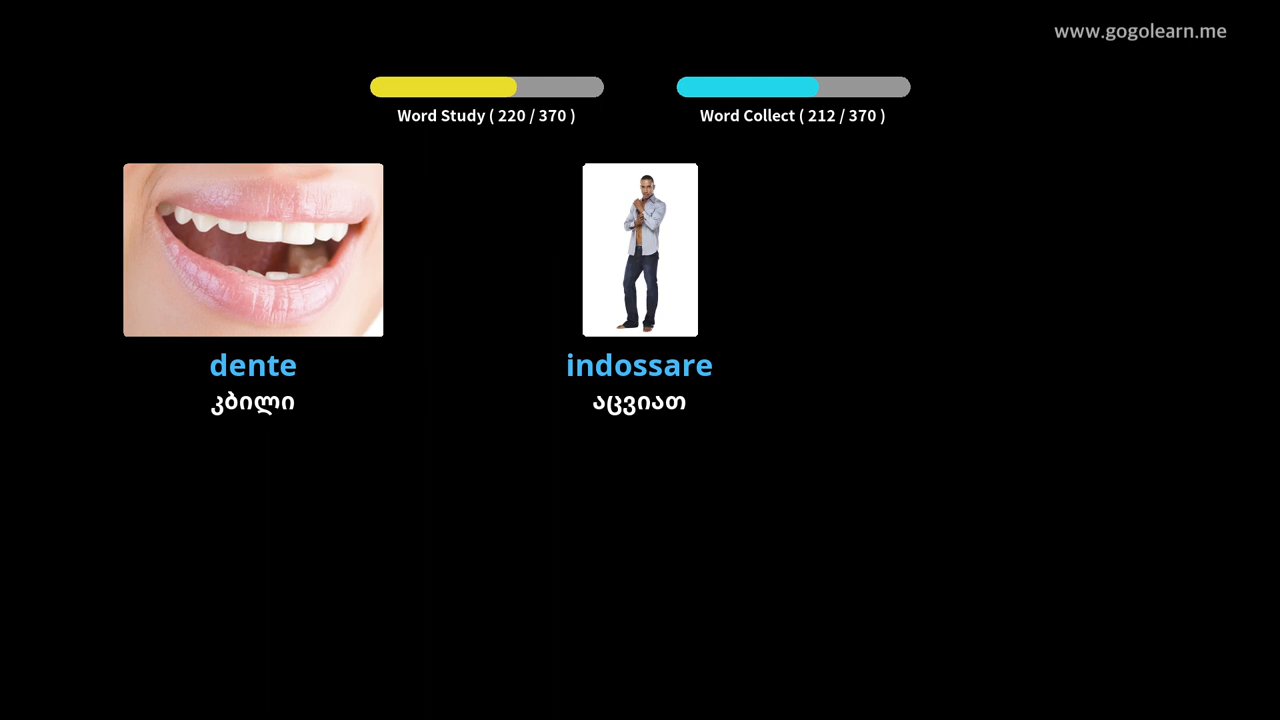 www.gogolearn.me
Word Study ( 220 / 370 )
Word Collect ( 212 / 370 )
dente
კბილი
indossare
აცვიათ